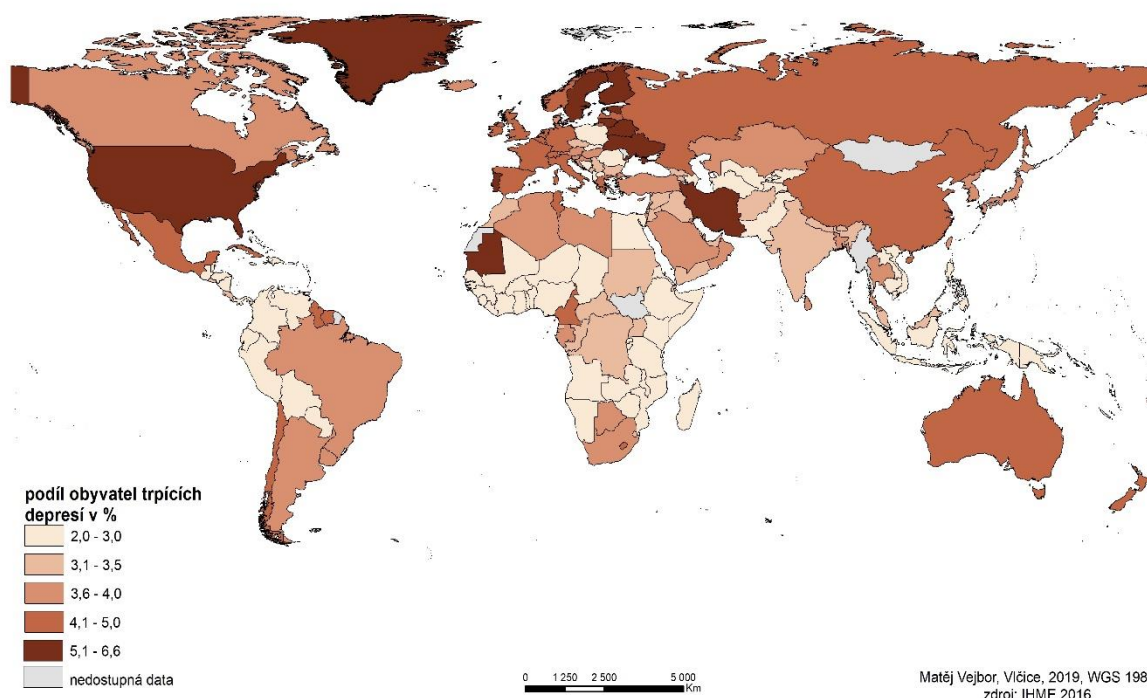 podíl obyvatel trpících
depresí v %
2,0 - 3,0
3,1 - 3,5
3,6 - 4,0
4,1 - 5,0
5,1 - 6,6
nedostupná data
0 1 250 2 500 5 000
Km
Matěj Vejbor, Vlčice, 2019, WGS 198
zdroj: IHME 2016